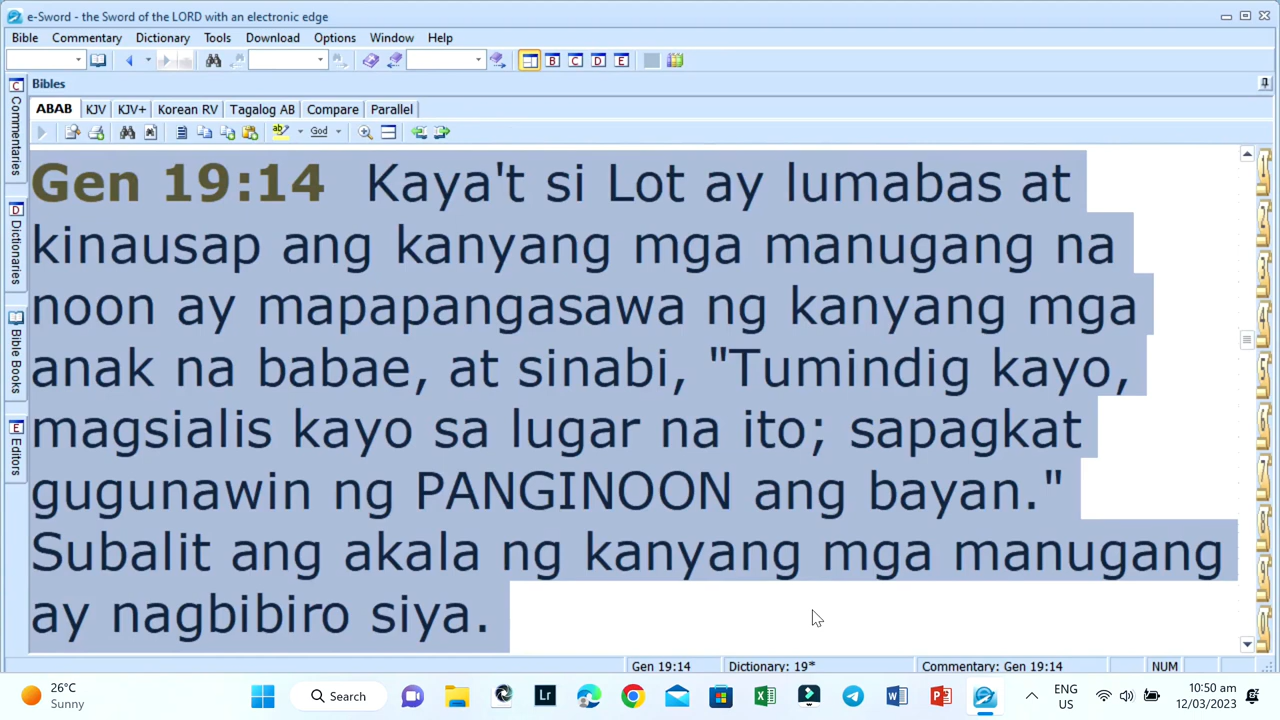 e-Sword - the Sword of the LORD with an electronic edge
Bible Commentary Dictionary Tools Download Options Window Help
B C D E
Bibles
ABAB KJV KJV+ Korean RV Tagalog AB Compare Parallel
God
C Commentaries
D Dictionaries
Bible Books
E Editors
Gen 19:14 Kaya't si Lot ay lumabas at
kinausap ang kanyang mga manugang na
noon ay mapapangasawa ng kanyang mga
anak na babae, at sinabi, "Tumindig kayo,
magsialis kayo sa lugar na ito; sapagkat
gugunawin ng PANGINOON ang bayan."
Subalit ang akala ng kanyang mga manugang
ay nagbibiro siya.
Gen 19:14 Dictionary: 19* Commentary: Gen 19:14 NUM
26°C
Sunny
Search
Lr
ENG
US
10:50 am
12/03/2023